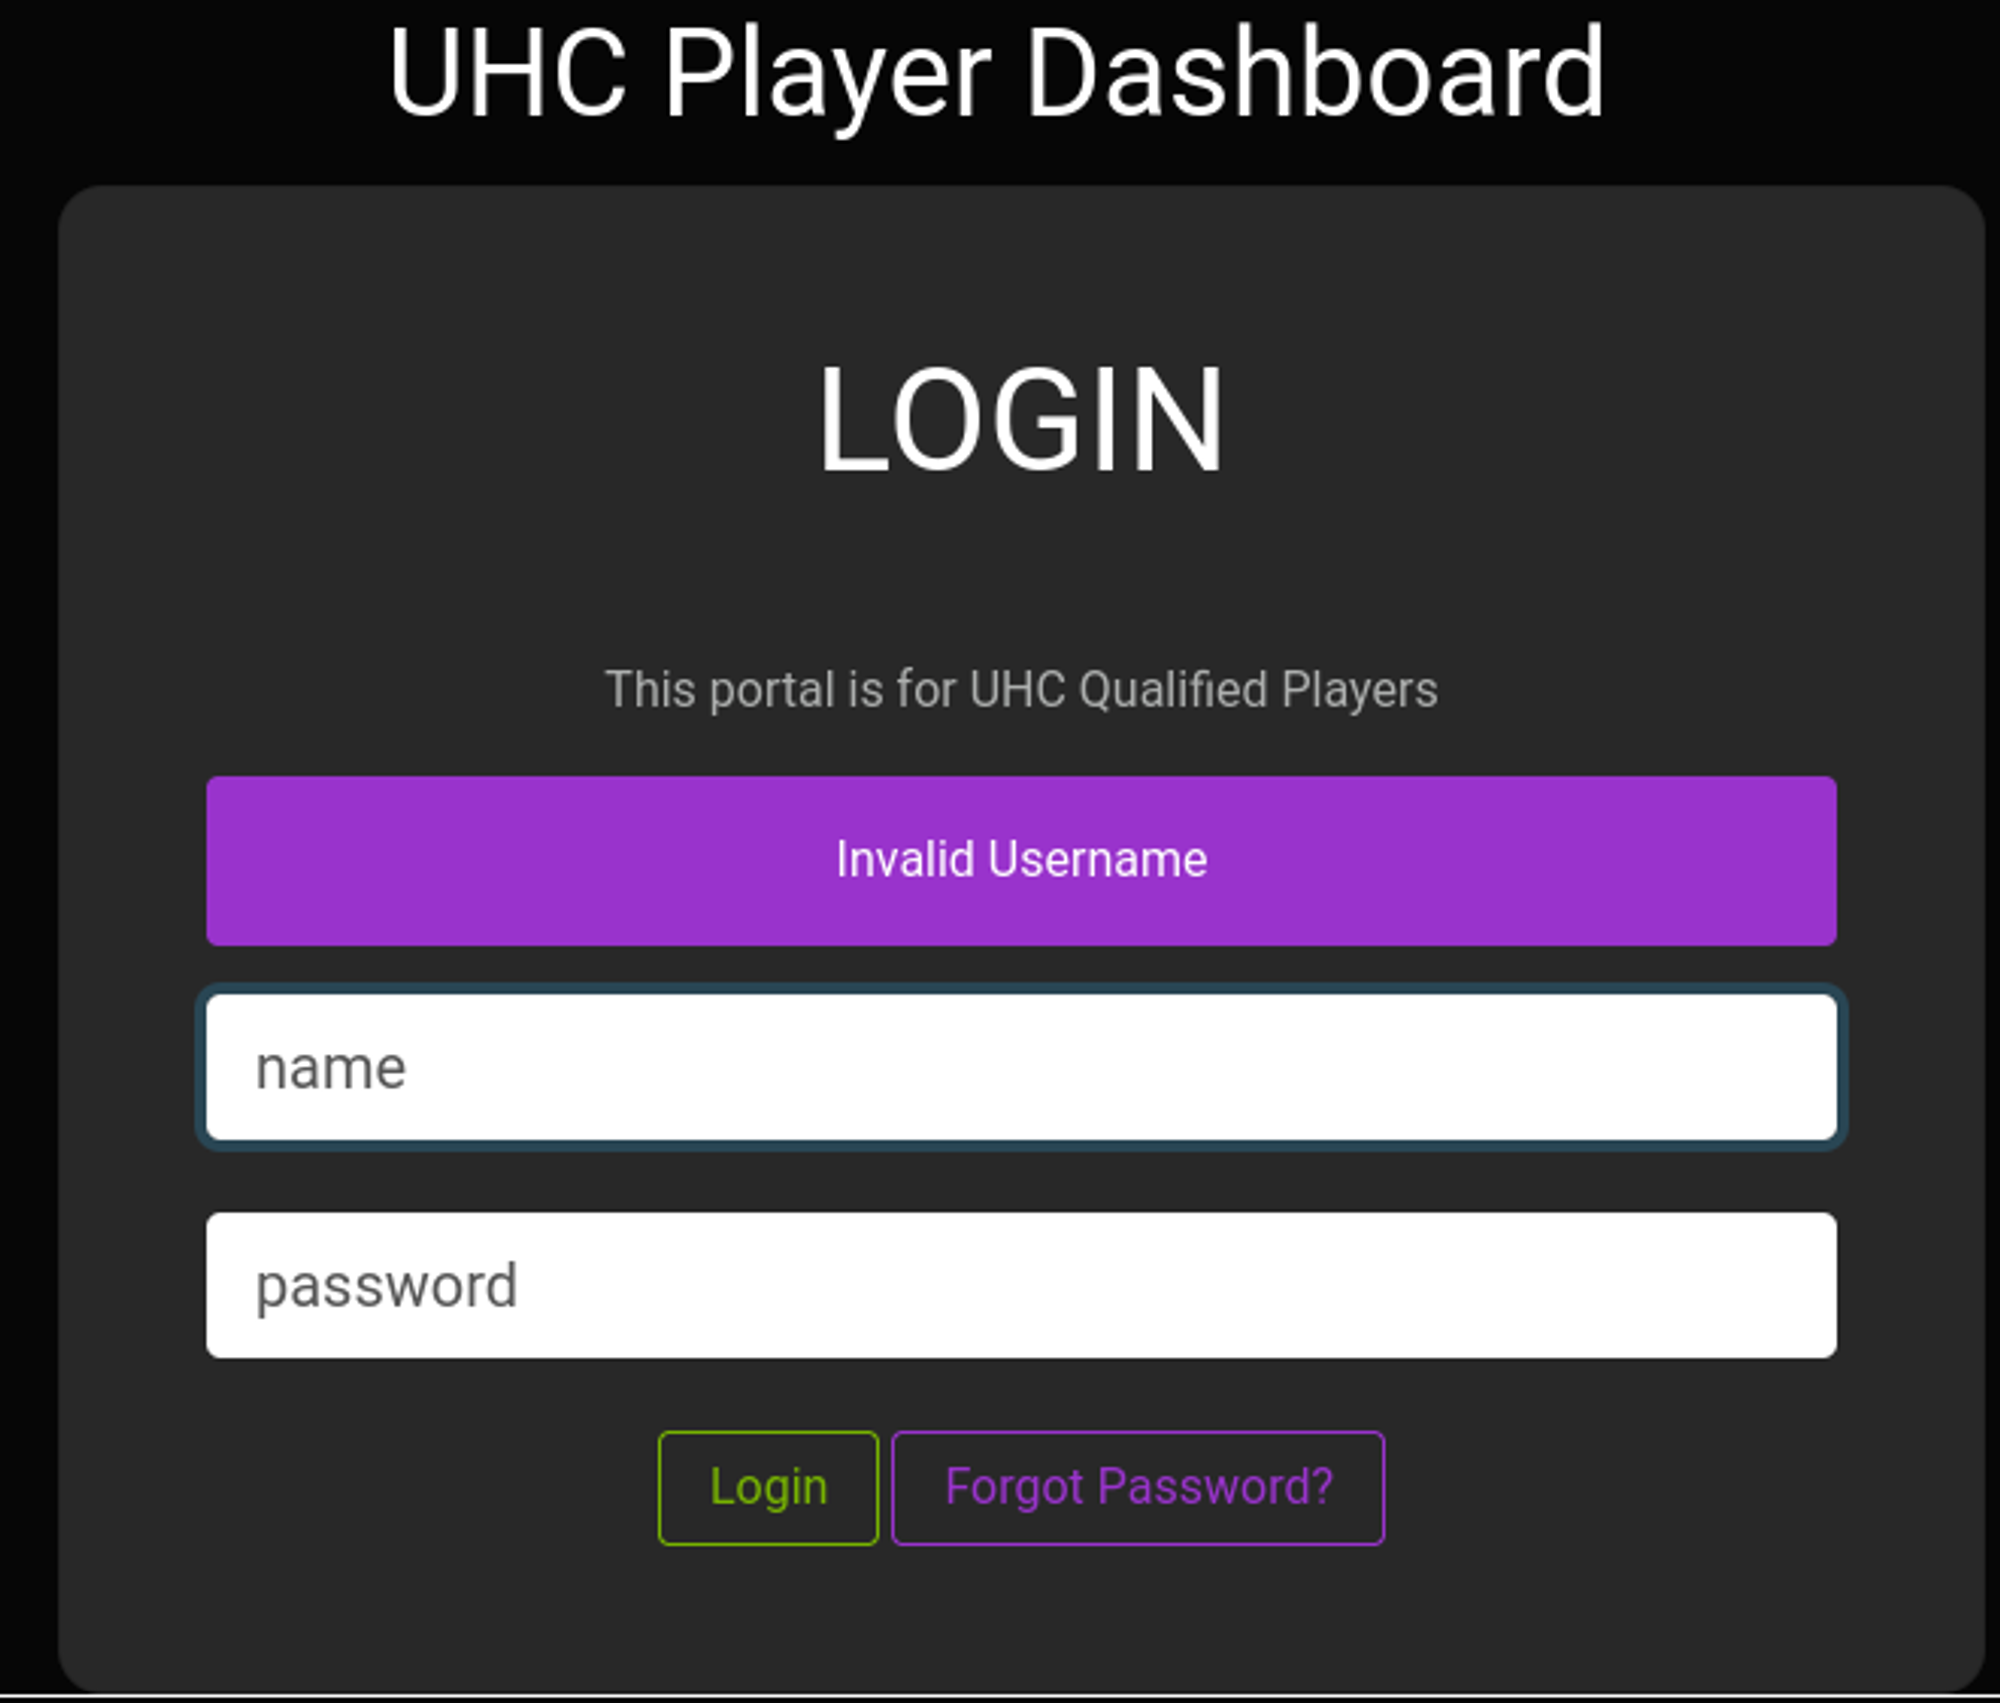 UHC Player Dashboard
LOGIN
This portal is for UHC Qualified Players
Invalid Username
name
password
Login Forgot Password?